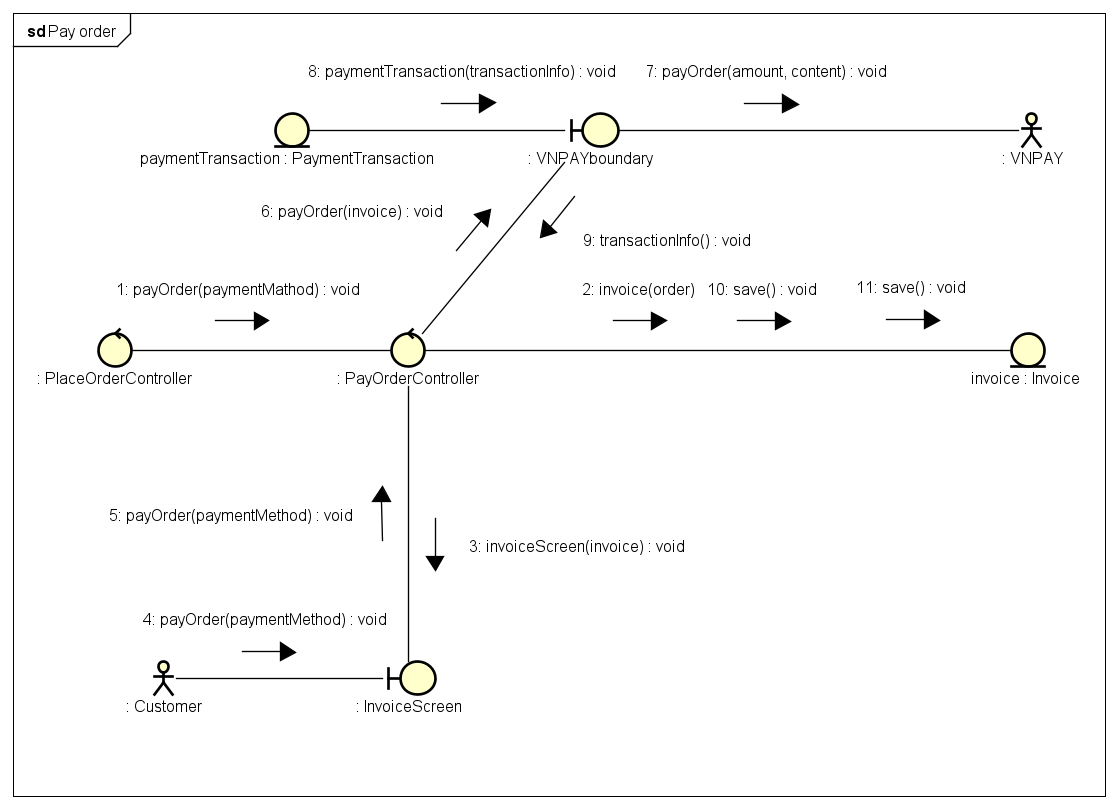 sd Pay order
8: paymentTransaction(transactionInfo) : void
7: payOrder(amount, content) : void
paymentTransaction : PaymentTransaction
: VNPAYboundary
: VNPAY
6: payOrder(invoice) : void
9: transactionInfo() : void
1: payOrder(paymentMathod) : void
2: invoice(order)
10: save() : void
11: save() : void
: PlaceOrderController
: PayOrderController
invoice : Invoice
5: payOrder(paymentMethod) : void
3: invoiceScreen(invoice) : void
4: payOrder(paymentMethod) : void
: Customer
: InvoiceScreen